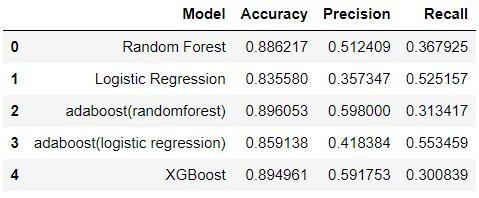 Model Accuracy Precision Recall
0 Random Forest 0.886217 0.512409 0.367925
1 Logistic Regression 0.835580 0.357347 0.525157
2 adaboost(randomforest) 0.896053 0.598000 0.313417
3 adaboost(logistic regression) 0.859138 0.418384 0.553459
4 XGBoost 0.894961 0.591753 0.300839